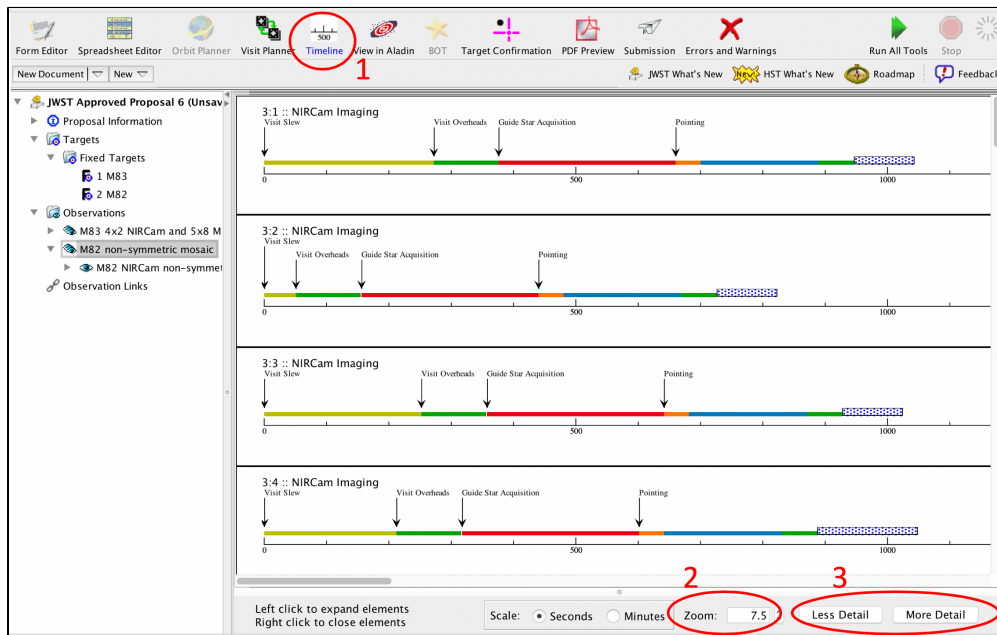 500
Form Editor Spreadsheet Editor Orbit Planner Visit Planner Timeline View in Aladin BOT Target Confirmation PDF Preview Submission Errors and Warnings Run All Tools Stop
1
New Document New JWST What's New New HST What's New Roadmap Feedback
JWST Approved Proposal 6 (Unsav
Proposal Information
Targets
Fixed Targets
1 M83
2 M82
Observations
M83 4x2 NIRCam and 5x8 M
M82 non-symmetric mosaic
M82 NIRCam non-symmet
Observation Links
3:1 :: NIRCam Imaging
Visit Slew Visit Overheads Guide Star Acquisition Pointing
0 500 1000
3:2 :: NIRCam Imaging
Visit Slew
Visit Overheads Guide Star Acquisition Pointing
0 500 1000
3:3 :: NIRCam Imaging
Visit Slew Visit Overheads Guide Star Acquisition Pointing
0 500 1000
3:4 :: NIRCam Imaging
Visit Slew Visit Overheads Guide Star Acquisition Pointing
0 500 1000
2 3
Left click to expand elements
Right click to close elements
Scale: Seconds Minutes Zoom: 7.5 Less Detail More Detail